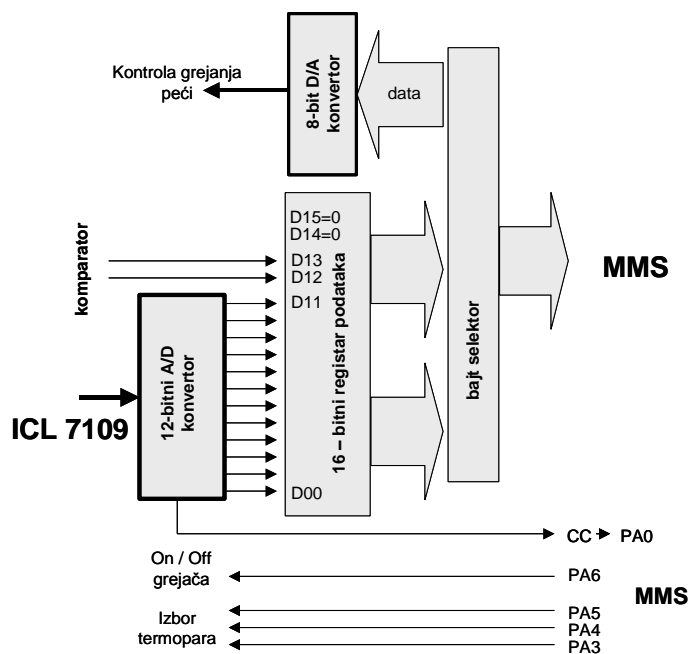 Kontrola grejanja
peći
8-bit D/A
konvertor
data
komparator
D15=0
D14=0
D13
D12
D11
D00
16 – bitni registar podataka
bajt selektor
MMS
12-bitni A/D
konvertor
ICL 7109
CC
PA0
On / Off
grejača
PA6
MMS
Izbor
termopara
PA5
PA4
PA3